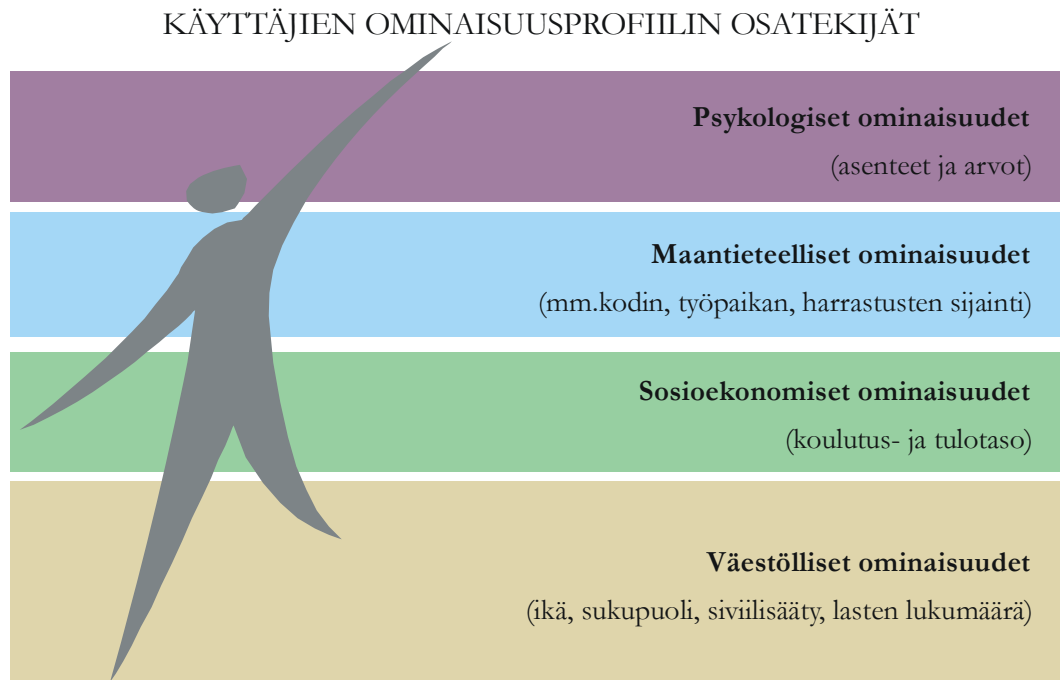 KÄYTTÄJIEN OMINAISUUSPROFIILIN OSATEKIJÄT
Psykologiset ominaisuudet
(asenteet ja arvot)
Maantieteelliset ominaisuudet
(mm.kodin, työpaikan, harrastusten sijainti)
Sosioekonomiset ominaisuudet
(koulutus- ja tulotaso)
Väestölliset ominaisuudet
(ikä, sukupuoli, siviilisääty, lasten lukumäärä)